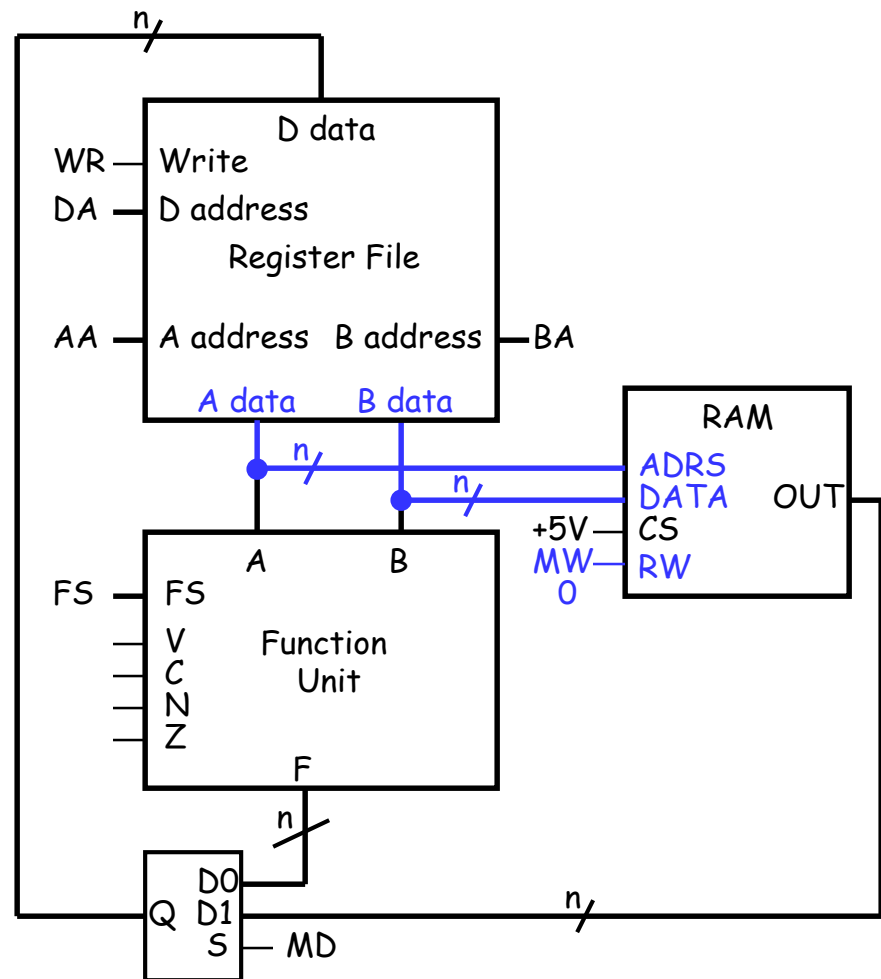 n
D data
WR Write
DA D address
Register File
AA A address B address BA
A data B data
RAM
n ADRS
n DATA OUT
+5V CS
MW RW
0
A B
FS FS
V
Function
C
Unit
N
Z
F
n
D0
Q D1 n
S MD